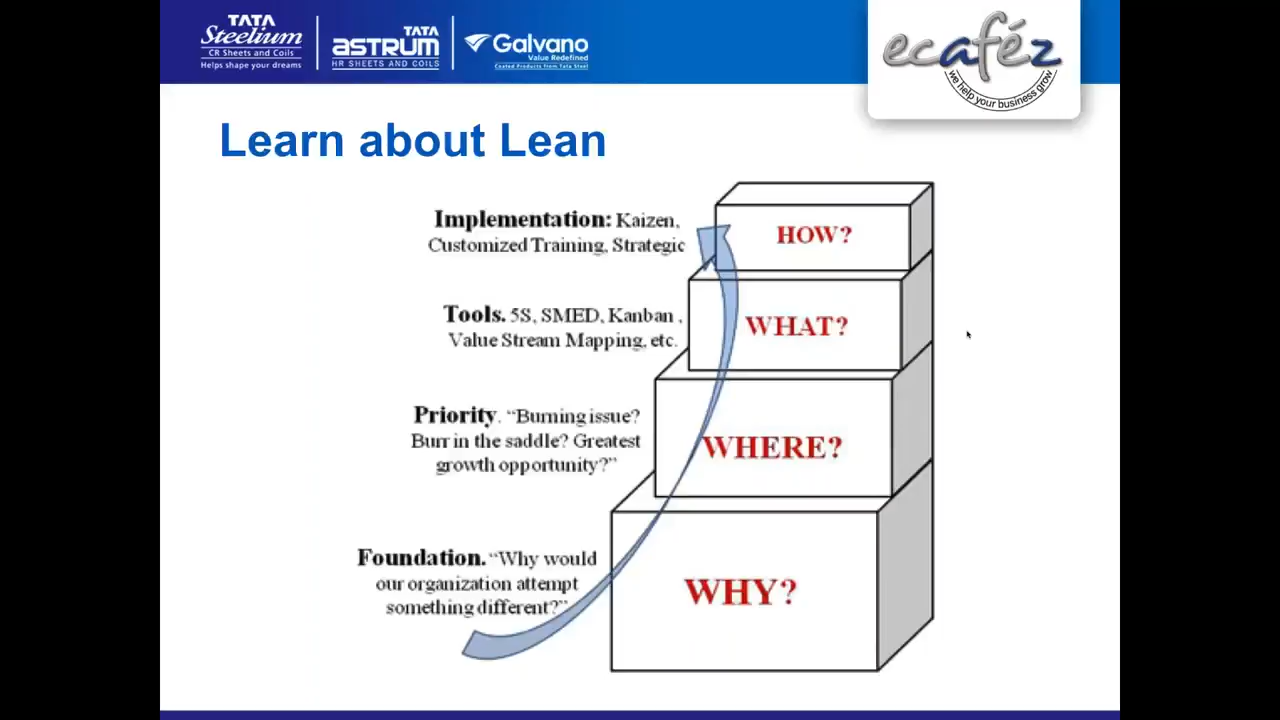 TATA
Steelium
CR Sheets and Coils
Helps shape your dreams
TATA
ASTRUM
HR SHEETS AND COILS
Galvano
Value Redefined
Coated Products from Tata Steel
ecaféz
we help your business grow
Learn about Lean
Implementation: Kaizen,
Customized Training, Strategic
HOW?
Tools. 5S, SMED, Kanban ,
Value Stream Mapping, etc.
WHAT?
Priority. “Burning issue?
Burr in the saddle? Greatest
growth opportunity?”
WHERE?
Foundation. “Why would
our organization attempt
something different?”
WHY?